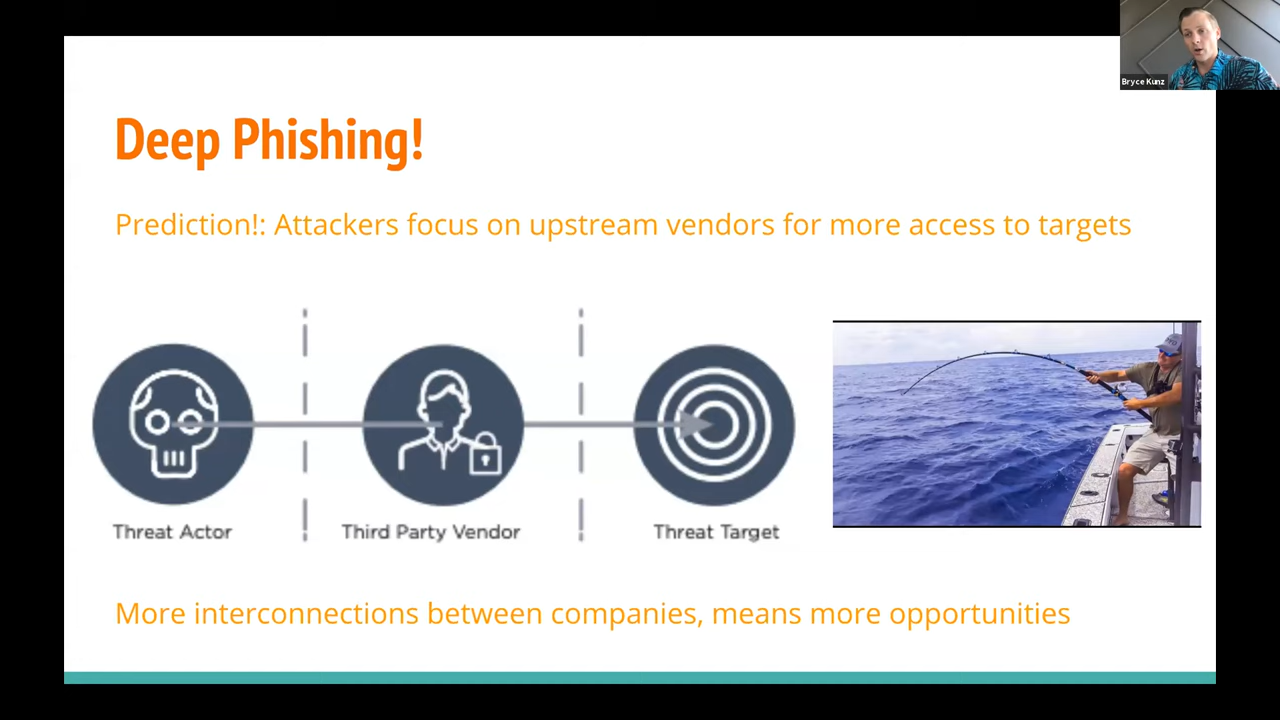 Bryce Kunz
Deep Phishing!
Prediction!: Attackers focus on upstream vendors for more access to targets
Threat Actor
Third Party Vendor
Threat Target
More interconnections between companies, means more opportunities